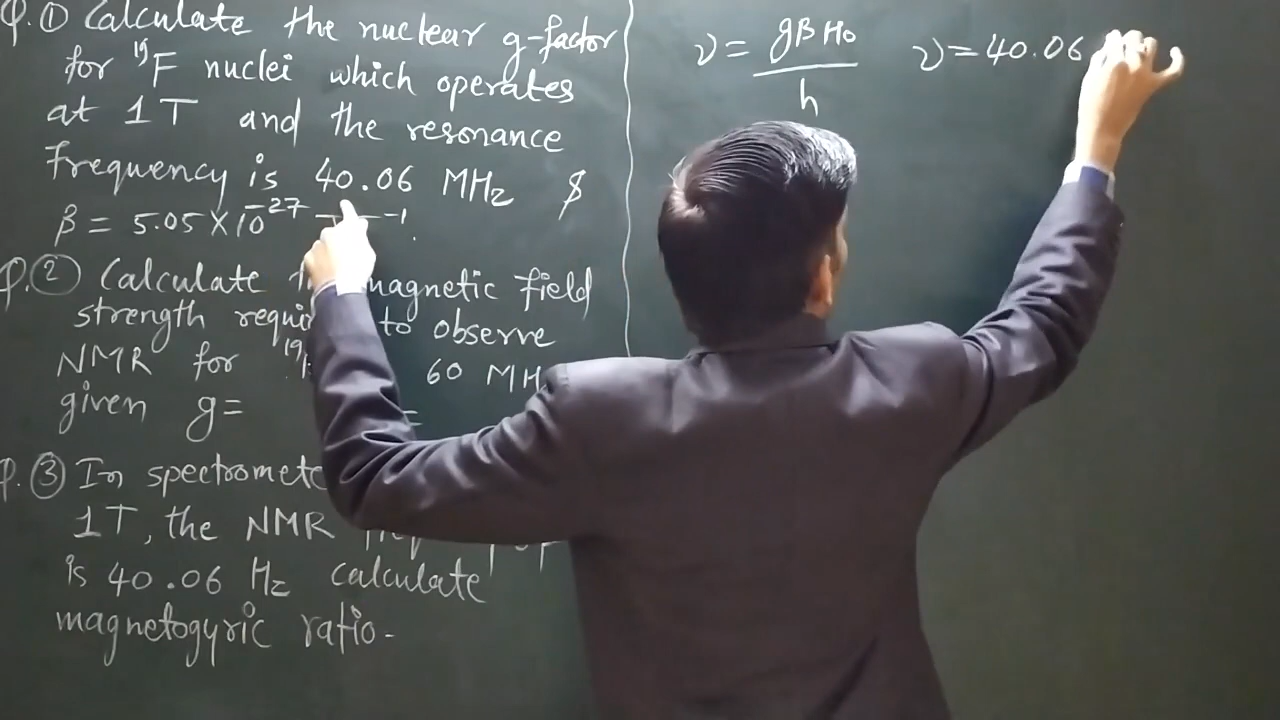 Q. ① Calculate the nuclear g-factor
for ¹⁹F nuclei which operates
at 1T and the resonance
Frequency is 40.06 MHz &
β = 5.05×10⁻²⁷ ⁻¹.
Q. ② Calculate magnetic field
strength to observe
NMR for ¹⁹ 60 MH
given g= =
Q. ③ In
1T, the NMR
is 40.06 Hz calculate
magnetogyric ratio-
ν = gβH₀
h
ν = 40.06